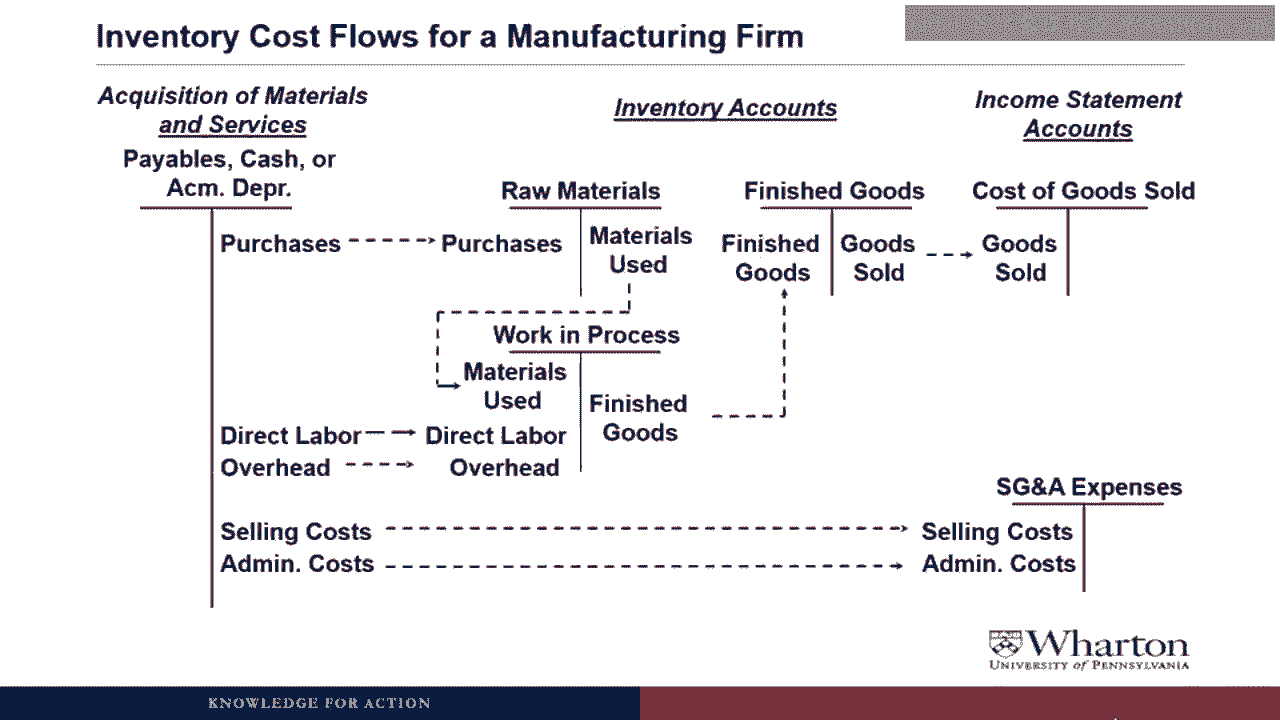 Inventory Cost Flows for a Manufacturing Firm
Acquisition of Materials
and Services
Inventory Accounts
Income Statement
Accounts
Payables, Cash, or
Acm. Depr.
Raw Materials
Finished Goods
Cost of Goods Sold
Purchases
Purchases
Materials
Used
Finished
Goods
Goods
Sold
Goods
Sold
Work in Process
Materials
Used
Finished
Goods
Direct Labor
Direct Labor
Overhead
Overhead
SG&A Expenses
Selling Costs
Selling Costs
Admin. Costs
Admin. Costs
Wharton
UNIVERSITY of PENNSYLVANIA
KNOWLEDGE FOR ACTION